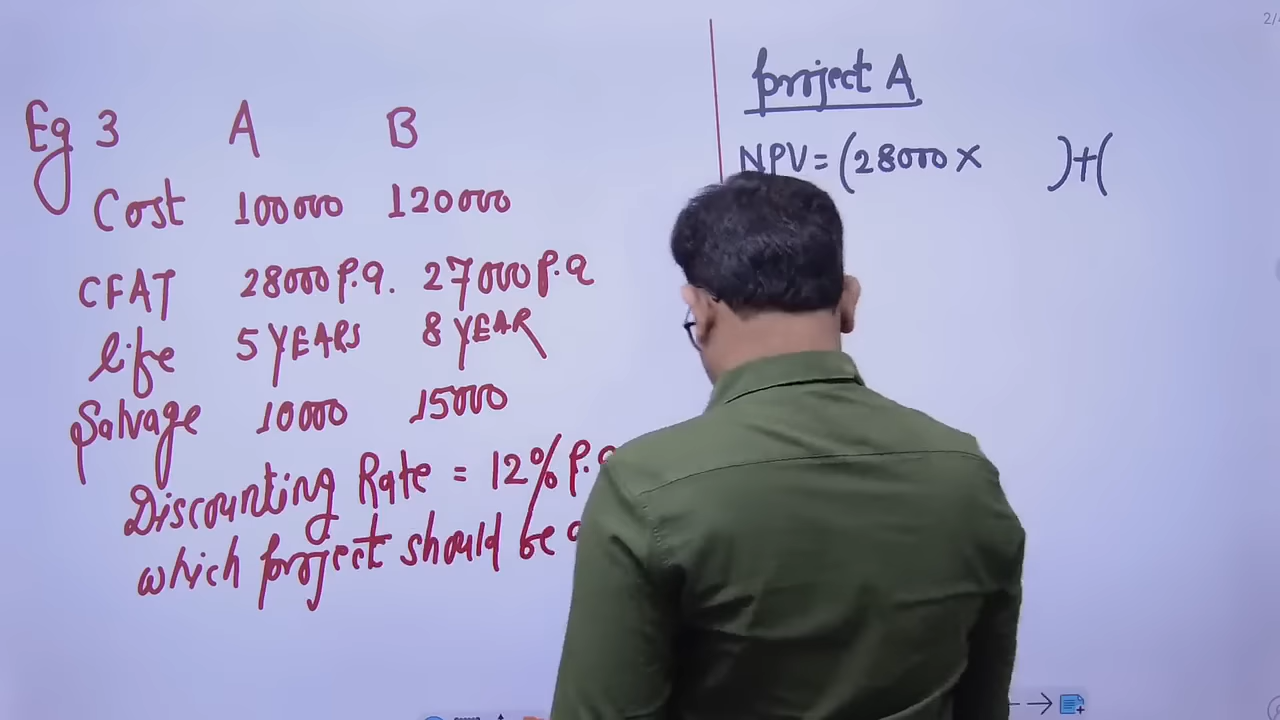 Eg 3 A B
Cost 100000 120000
CFAT 28000 p.a. 27000 p.a
life 5 YEARS 8 YEAR
Salvage 10000 15000
Discounting Rate = 12% p.
which project should be
project A
NPV = (28000 × )+(
2/